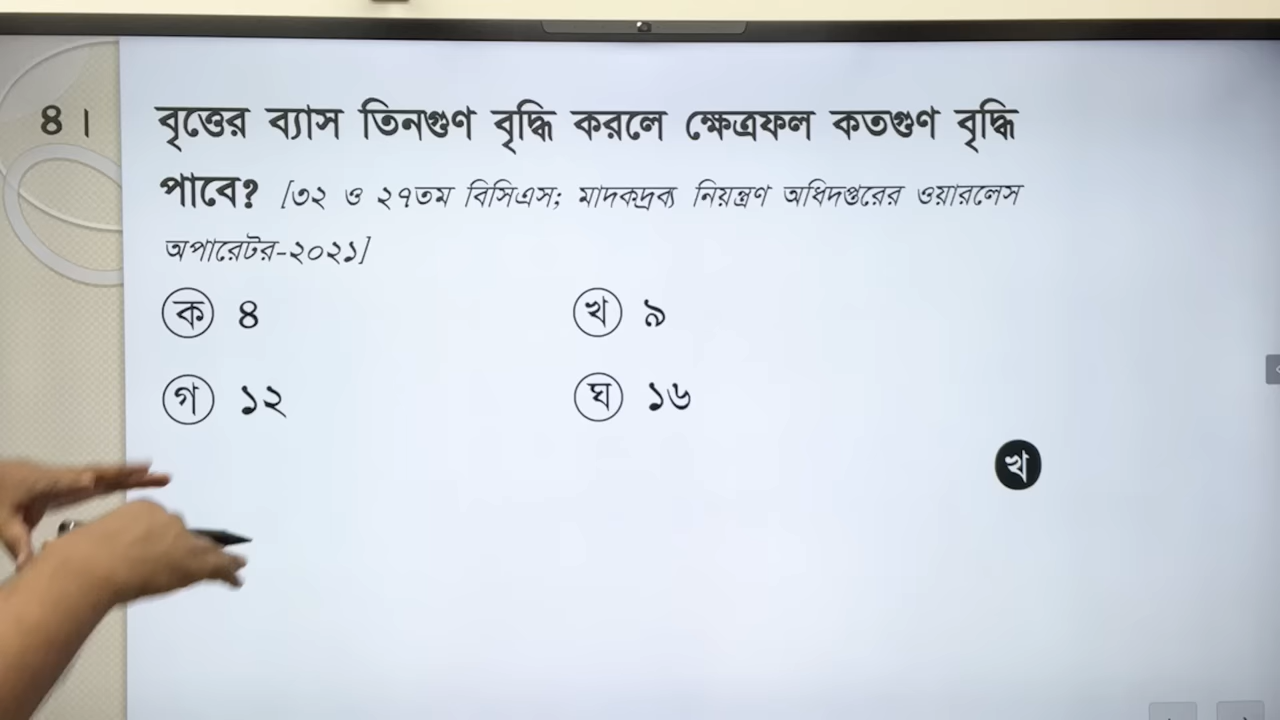 ৪। বৃত্তের ব্যাস তিনগুণ বৃদ্ধি করলে ক্ষেত্রফল কতগুণ বৃদ্ধি
পাবে? [৩২ ও ২৭তম বিসিএস; মাদকদ্রব্য নিয়ন্ত্রণ অধিদপ্তরের ওয়ারলেস
অপারেটর-২০২১]
ক ৪ খ ৯
গ ১২ ঘ ১৬
খ